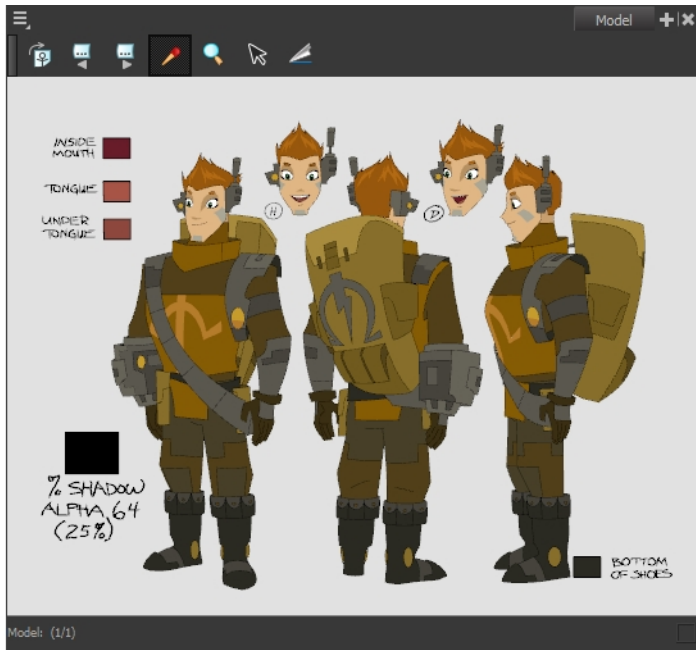 Model
INSIDE
MOUTH
TONGUE
UNDER
TONGUE
H
D
% SHADOW
ALPHA 64
(25%)
BOTTOM
OF SHOES
Model: (1/1)